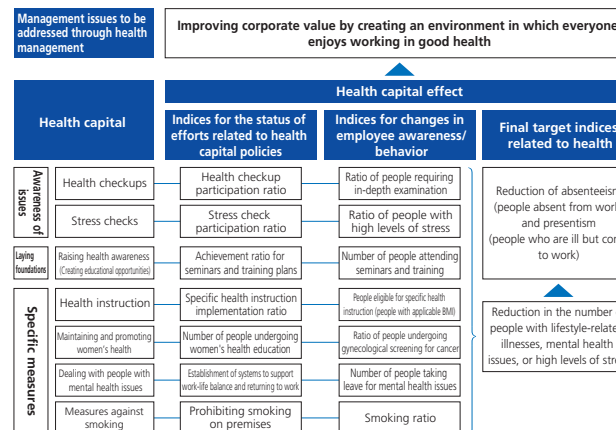 Management issues to be
addressed through health
management
Improving corporate value by creating an environment in which everyone
enjoys working in good health
Health capital effect
Health capital
Indices for the status of
efforts related to health
capital policies
Indices for changes in
employee awareness/
behavior
Final target indices
related to health
Awareness of
issues
Health checkups
Health checkup
participation ratio
Ratio of people requiring
in-depth examination
Stress checks
Stress check
participation ratio
Ratio of people with
high levels of stress
Laying
foundations
Raising health awareness
(Creating educational opportunities)
Achievement ratio for
seminars and training plans
Number of people attending
seminars and training
Specific measures
Health instruction
Specific health instruction
implementation ratio
People eligible for specific health
instruction (people with applicable BMI)
Maintaining and promoting
women's health
Number of people undergoing
women's health education
Ratio of people undergoing
gynecological screening for cancer
Dealing with people with
mental health issues
Establishment of systems to support
work-life balance and returning to work
Number of people taking
leave for mental health issues
Measures against
smoking
Prohibiting smoking
on premises
Smoking ratio
Reduction of absenteeism
(people absent from work
and presentism
(people who are ill but
to work)
Reduction in the number
people with lifestyle-related
illnesses, mental health
issues, or high levels of